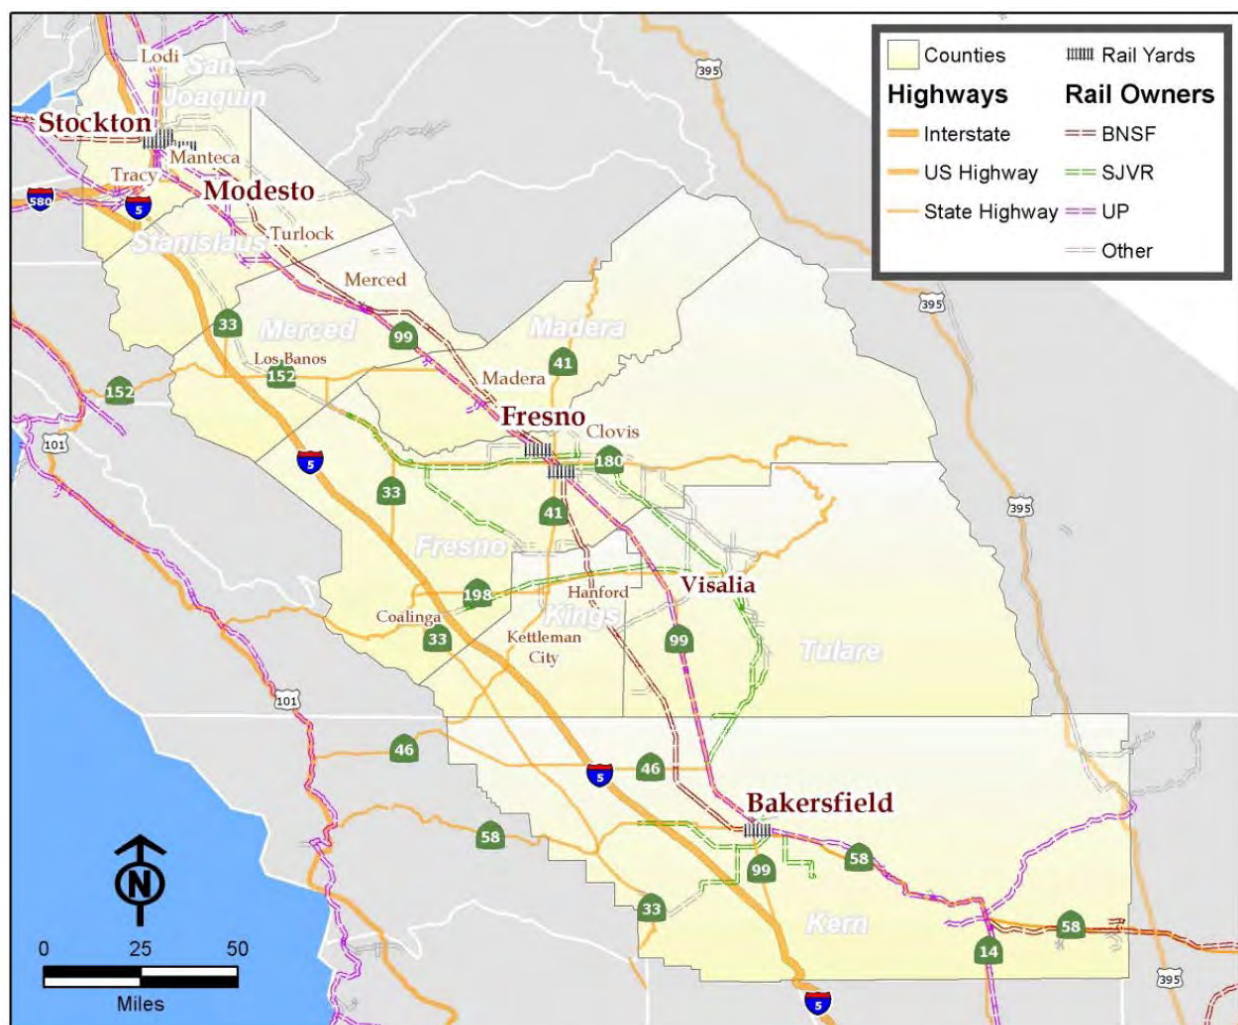 Lodi
San
Joaquin
Stockton
Manteca
Tracy
Modesto
580
5
Stanislaus
Turlock
Merced
33
Merced
99
Madera
41
Los Banos
152
152
Madera
Fresno
Clovis
101
5
180
33
41
Fresno
198
Hanford
Visalia
Coalinga
Kings
33
Kettleman
City
99
Tulare
101
46
5
46
Bakersfield
58
58
99
33
Kern
58
14
5
395
395
395
395
Counties
Highways
Interstate
US Highway
State Highway
Rail Yards
Rail Owners
BNSF
SJVR
UP
Other
N
0 25 50
Miles